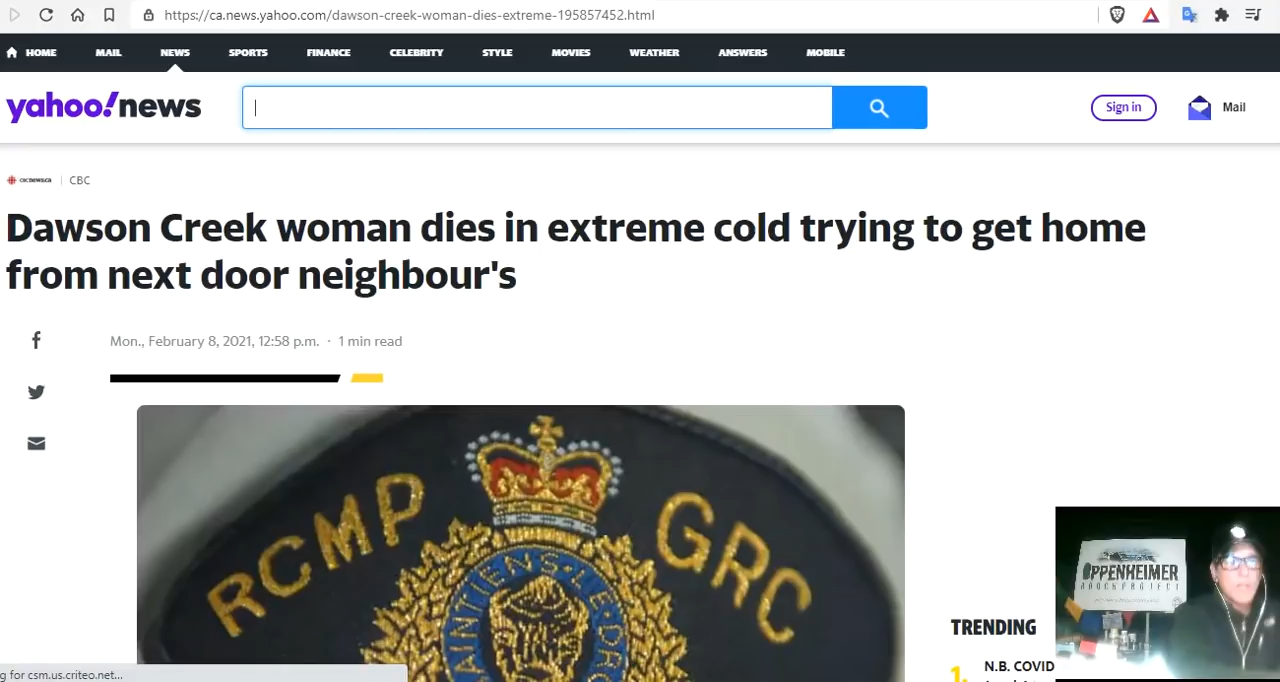 https://ca.news.yahoo.com/dawson-creek-woman-dies-extreme-195857452.html
HOME MAIL NEWS SPORTS FINANCE CELEBRITY STYLE MOVIES WEATHER ANSWERS MOBILE
yahoo!news
Sign in
Mail
CBC
Dawson Creek woman dies in extreme cold trying to get home
from next door neighbour's
Mon., February 8, 2021, 12:58 p.m. · 1 min read
RCMP GRC
MAINTIENS
TRENDING
1. N.B. COVID
OPPENHEIMER
g for csm.us.criteo.net...